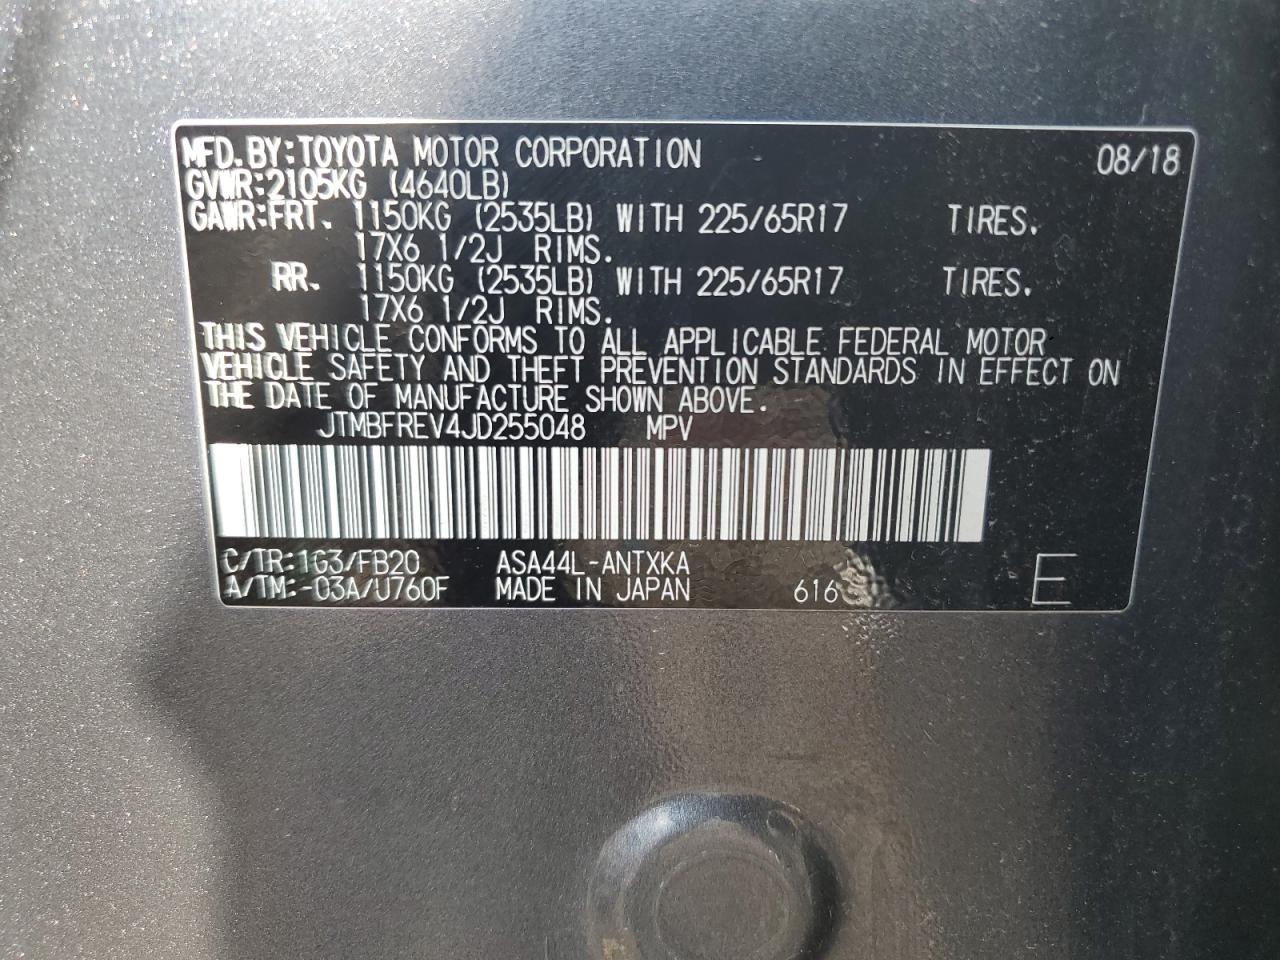 MFD.BY:TOYOTA MOTOR CORPORATION 08/18
GVWR:2105KG (4640LB)
GAWR:FRT. 1150KG (2535LB) WITH 225/65R17 TIRES.
17X6 1/2J RIMS.
RR. 1150KG (2535LB) WITH 225/65R17 TIRES.
17X6 1/2J RIMS.
THIS VEHICLE CONFORMS TO ALL APPLICABLE FEDERAL MOTOR
VEHICLE SAFETY AND THEFT PREVENTION STANDARDS IN EFFECT ON
THE DATE OF MANUFACTURE SHOWN ABOVE.
JTMBFREV4JD255048 MPV
C/TR:1G3/FB20 ASA44L-ANTXKA
A/TM:-03A/U760F MADE IN JAPAN 616 E